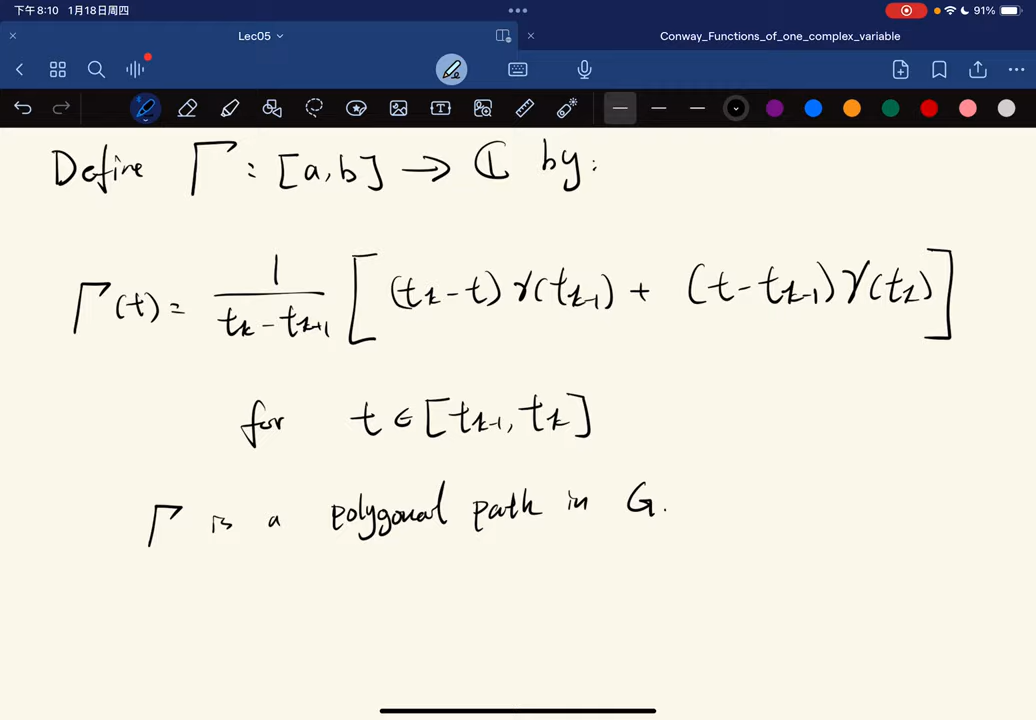 下午8:10 1月18日周四
91%
Lec05
Conway_Functions_of_one_complex_variable
Define Γ : [a,b] → ℂ by:
Γ(t) = 1/(t_k - t_{k+1}) [ (t_k - t) γ(t_{k-1}) + (t - t_{k-1}) γ(t_k) ]
for t ∈ [t_{k-1}, t_k]
Γ is a polygonal path in G.